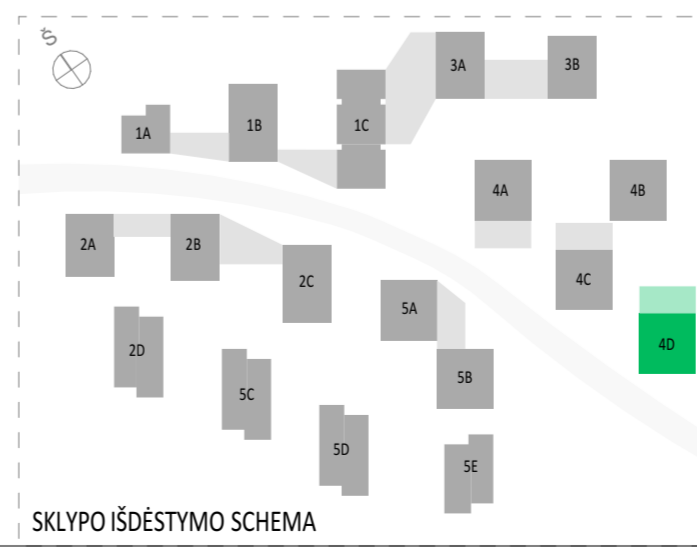 Š
3A
3B
1A
1B
1C
4A
4B
2A
2B
2C
4C
5A
4D
2D
5B
5C
5D
5E
SKLYPO IŠDĖSTYMO SCHEMA